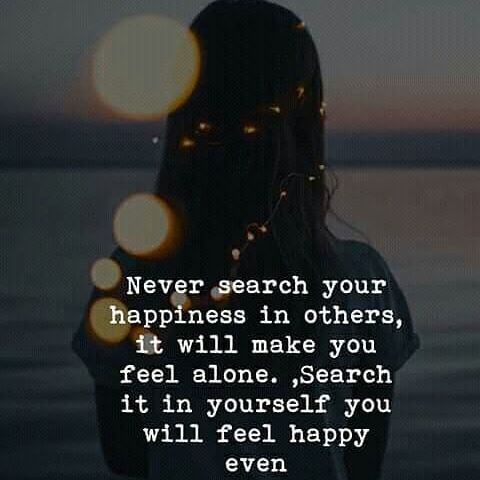 Never search your
happiness in others,
it will make you
feel alone. ,Search
it in yourself you
will feel happy
even